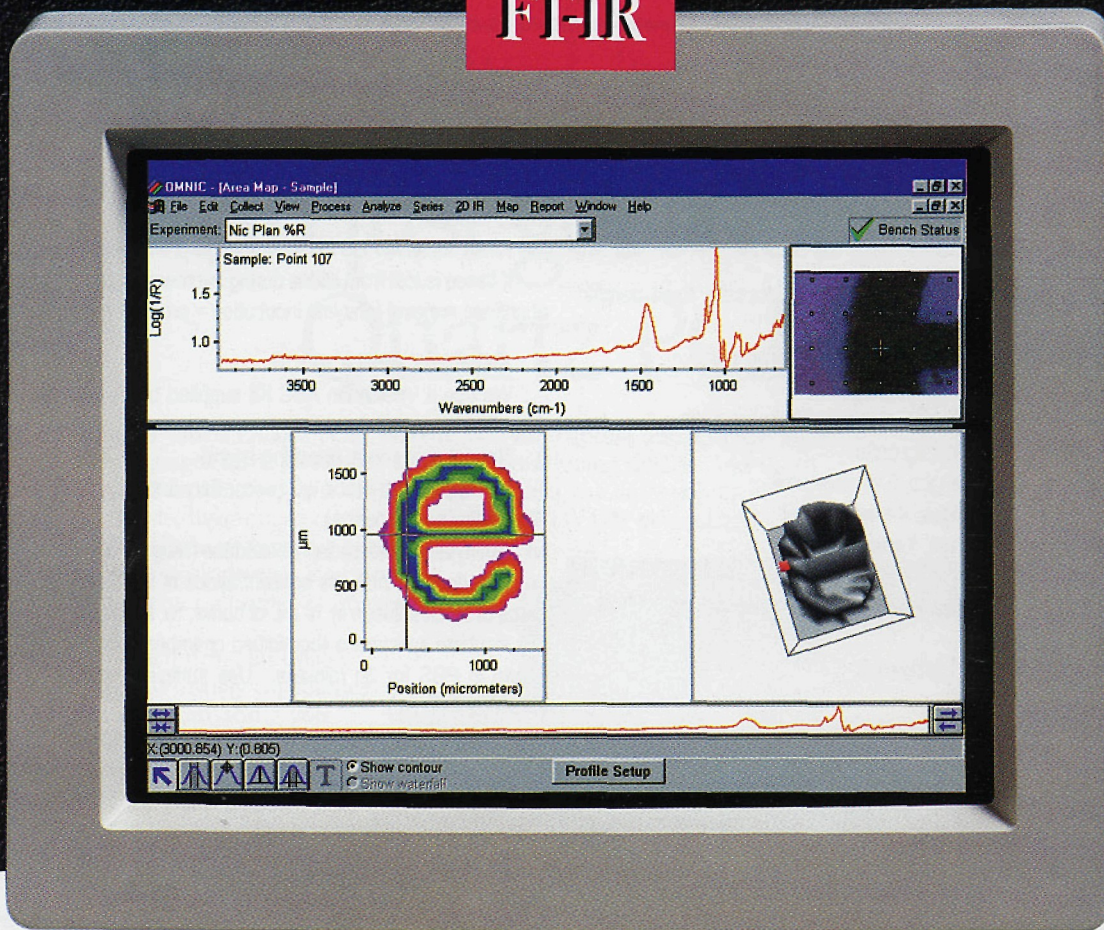 FT-IR
OMNIC - [Area Map - Sample]
File Edit Collect View Process Analyze Series 2D IR Map Report Window Help
Experiment: Nic Plan %R
Bench Status
Sample: Point 107
Log(1/R)
1.5
1.0
3500 3000 2500 2000 1500 1000
Wavenumbers (cm-1)
1500
1000
500
0
µm
0 1000
Position (micrometers)
e
X:(3000.854) Y:(0.805)
T
Show contour
Show waterfall
Profile Setup